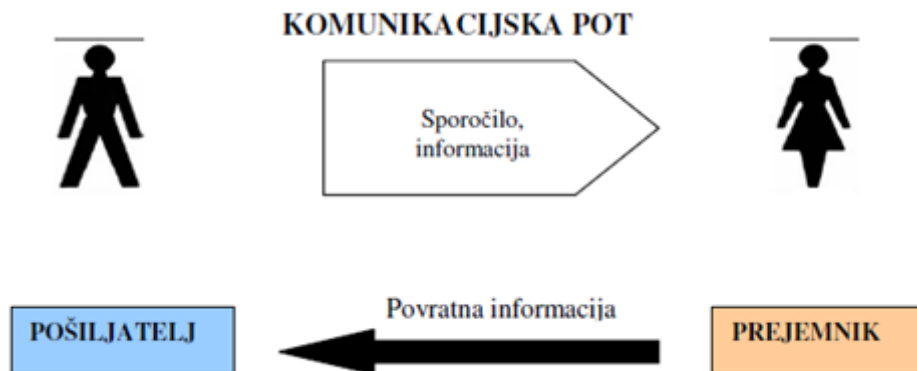 KOMUNIKACIJSKA POT
Sporočilo,
informacija
Povratna informacija
POŠILJATELJ
PREJEMNIK